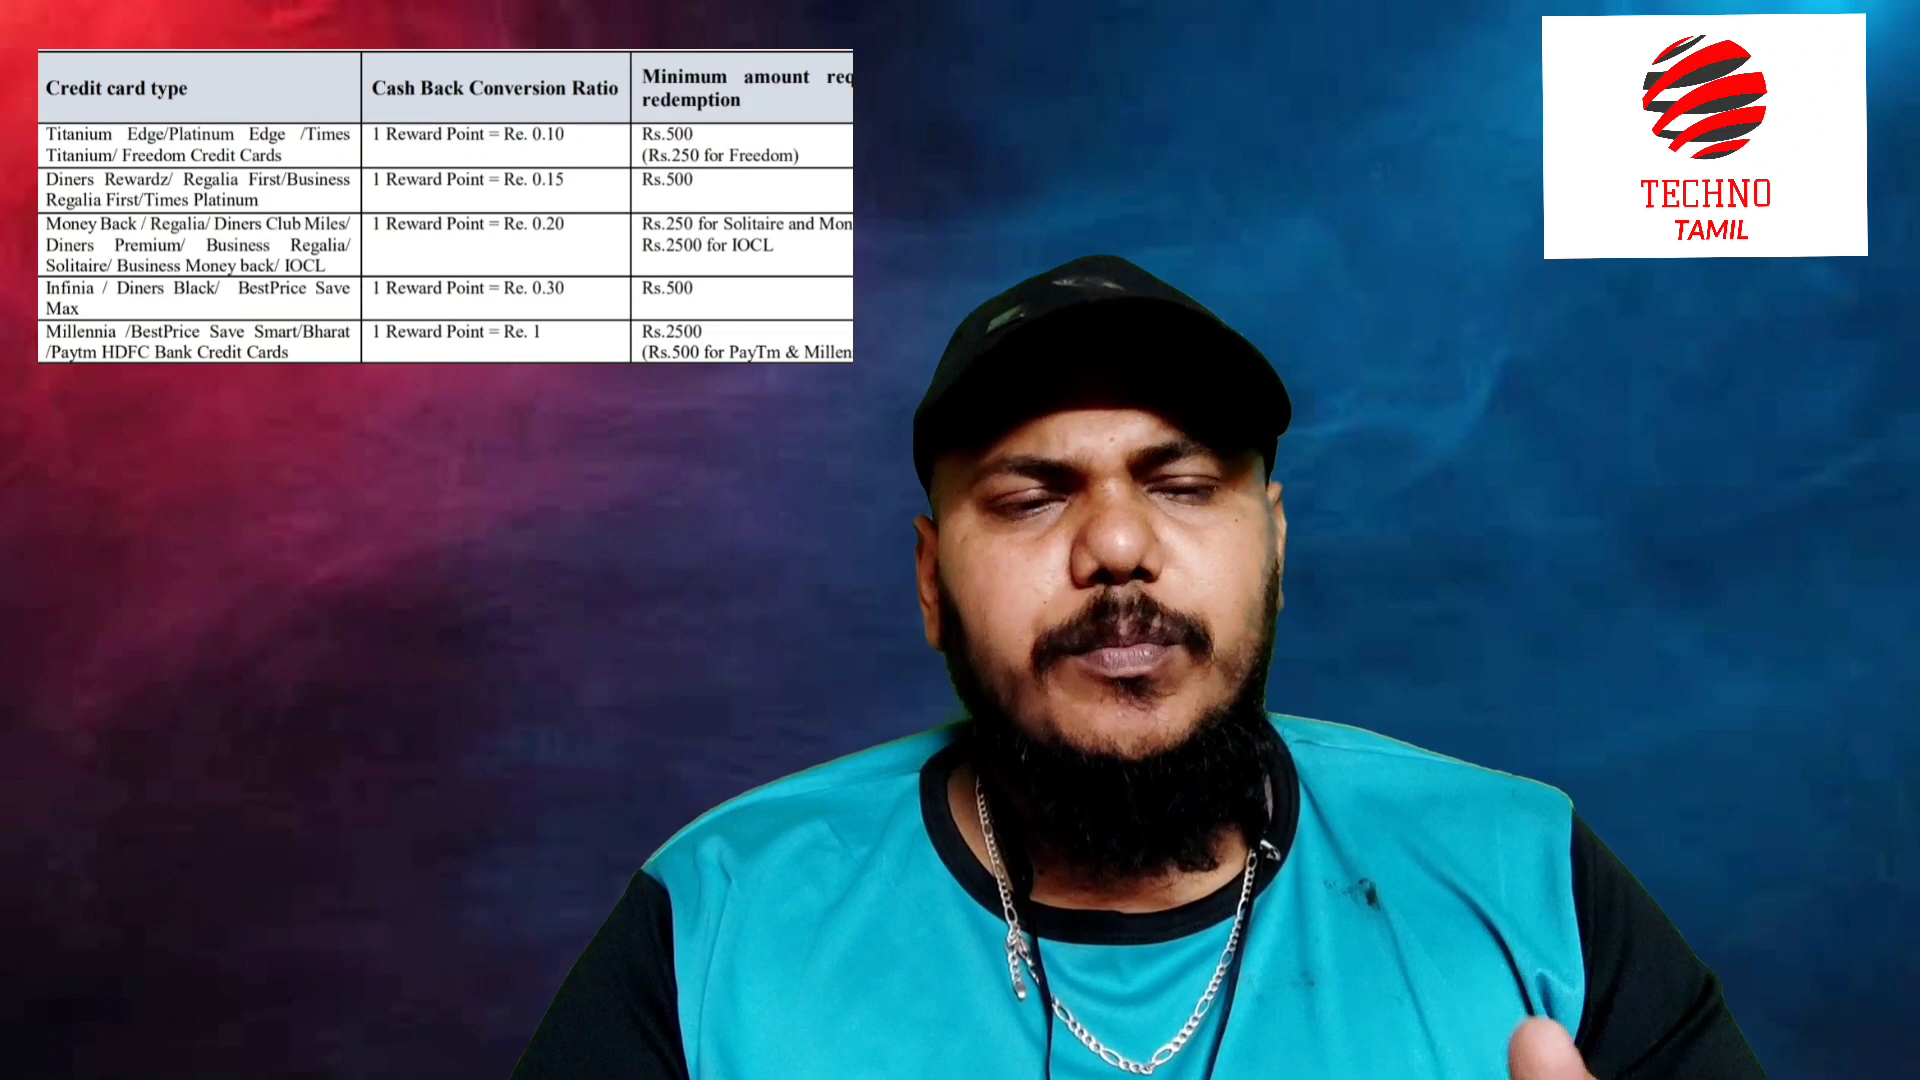 Credit card type
Cash Back Conversion Ratio
Minimum amount
redemption
Titanium Edge/Platinum Edge /Times
Titanium/ Freedom Credit Cards
1 Reward Point = Re. 0.10
Rs.500
(Rs.250 for Freedom)
Diners Rewardz/ Regalia First/Business
Regalia First/Times Platinum
1 Reward Point = Re. 0.15
Rs.500
Money Back / Regalia/ Diners Club Miles/
Diners Premium/ Business Regalia/
Solitaire/ Business Money back/ IOCL
1 Reward Point = Re. 0.20
Rs.250 for Solitaire and Mon
Rs.2500 for IOCL
Infinia / Diners Black/ BestPrice Save
Max
1 Reward Point = Re. 0.30
Rs.500
Millennia /BestPrice Save Smart/Bharat
/Paytm HDFC Bank Credit Cards
1 Reward Point = Re. 1
Rs.2500
(Rs.500 for PayTm & Millen
TECHNO
TAMIL